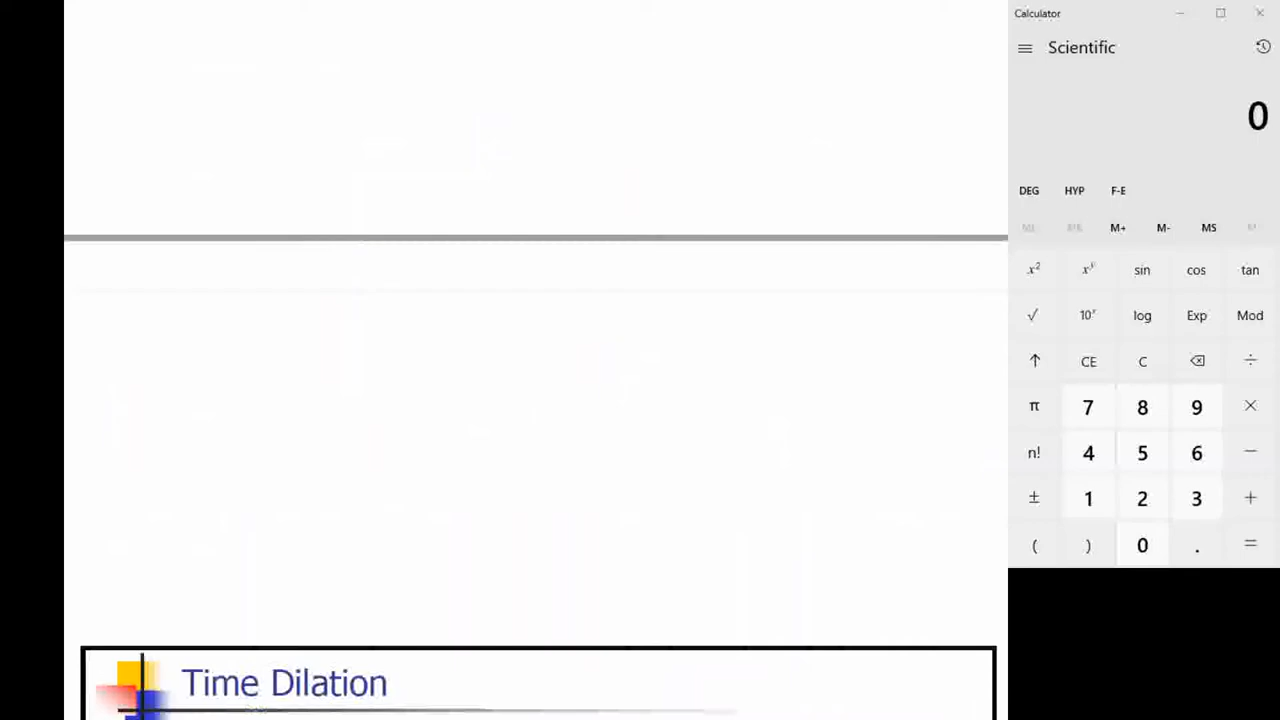 Calculator
Scientific
0
DEG HYP F-E
M+ M- MS
x² xʸ sin cos tan
√ 10ˣ log Exp Mod
↑ CE C ÷
π 7 8 9 ×
n! 4 5 6 −
± 1 2 3 +
( ) 0 . =
Time Dilation